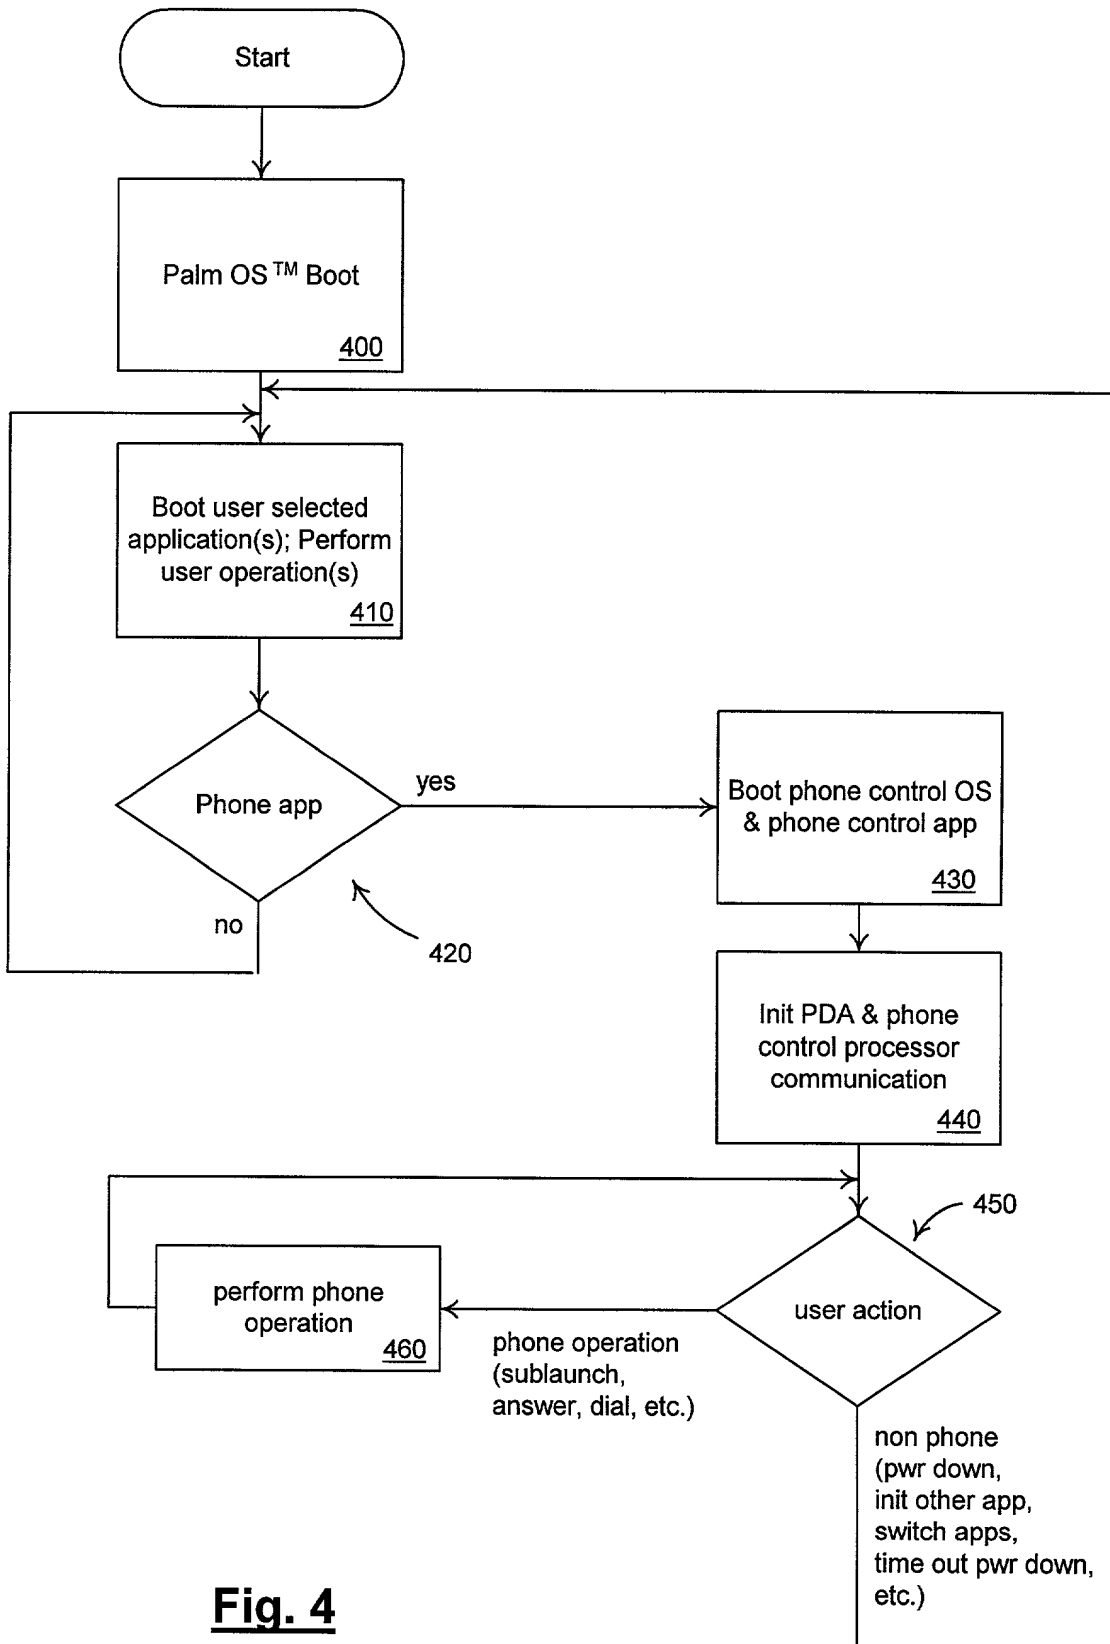 Start
Palm OS™ Boot
400
Boot user selected
application(s); Perform
user operation(s)
410
Phone app
yes
no
420
Boot phone control OS
& phone control app
430
Init PDA & phone
control processor
communication
440
450
user action
perform phone
operation
460
phone operation
(sublaunch,
answer, dial, etc.)
non phone
(pwr down,
init other app,
switch apps,
time out pwr down,
etc.)
Fig. 4